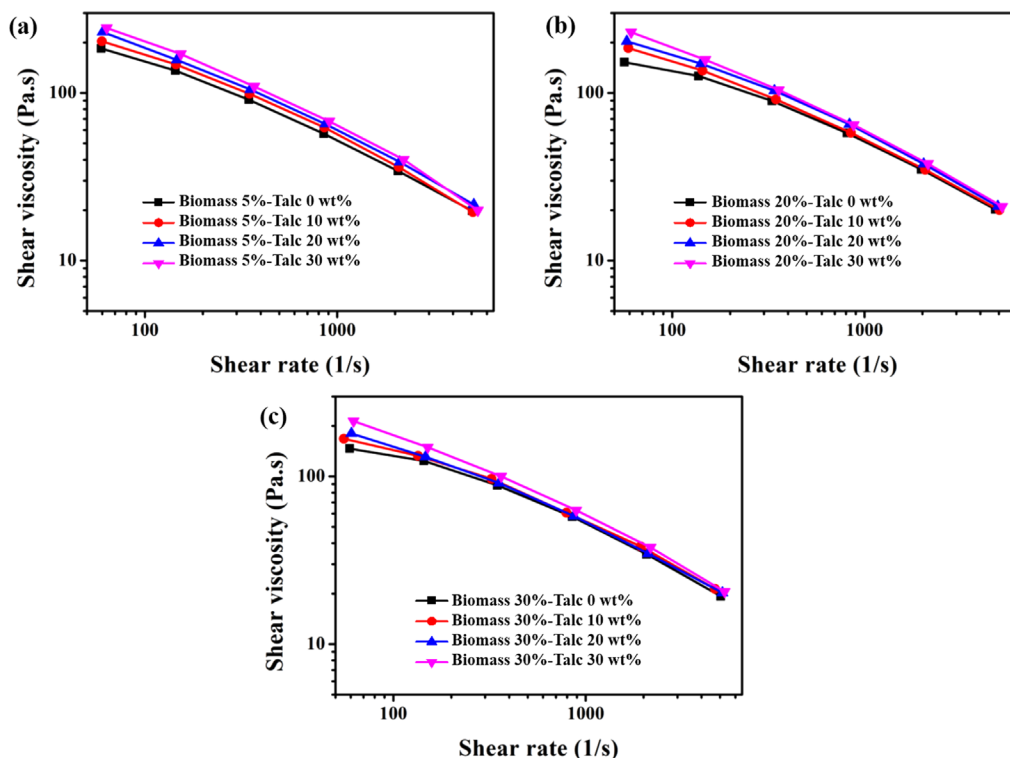 (a)
Shear viscosity (Pa.s)
100
10
Biomass 5%-Talc 0 wt%
Biomass 5%-Talc 10 wt%
Biomass 5%-Talc 20 wt%
Biomass 5%-Talc 30 wt%
100
1000
Shear rate (1/s)
(b)
Shear viscosity (Pa.s)
100
10
Biomass 20%-Talc 0 wt%
Biomass 20%-Talc 10 wt%
Biomass 20%-Talc 20 wt%
Biomass 20%-Talc 30 wt%
100
1000
Shear rate (1/s)
(c)
Shear viscosity (Pa.s)
100
10
Biomass 30%-Talc 0 wt%
Biomass 30%-Talc 10 wt%
Biomass 30%-Talc 20 wt%
Biomass 30%-Talc 30 wt%
100
1000
Shear rate (1/s)